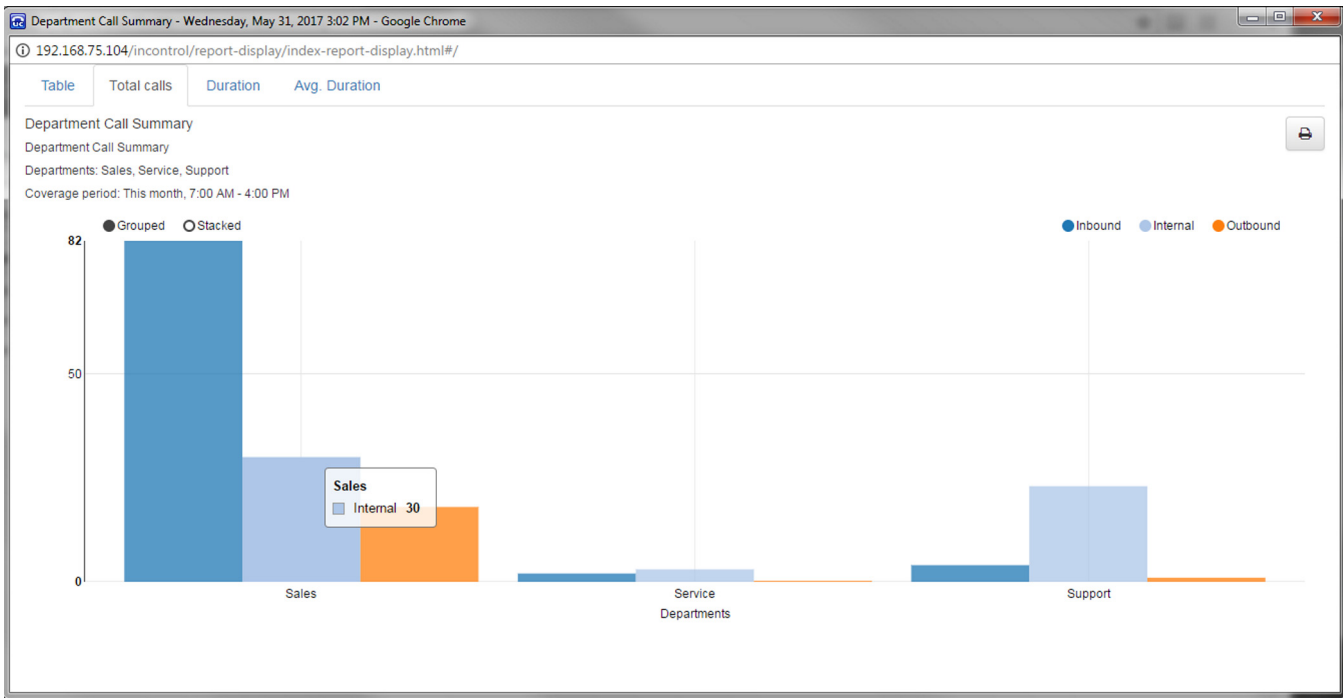 Department Call Summary - Wednesday, May 31, 2017 3:02 PM - Google Chrome
192.168.75.104/incontrol/report-display/index-report-display.html#/
Table Total calls Duration Avg. Duration
Department Call Summary
Department Call Summary
Departments: Sales, Service, Support
Coverage period: This month, 7:00 AM - 4:00 PM
Grouped Stacked Inbound Internal Outbound
82
50
Sales
Internal 30
0
Sales Service Support
Departments